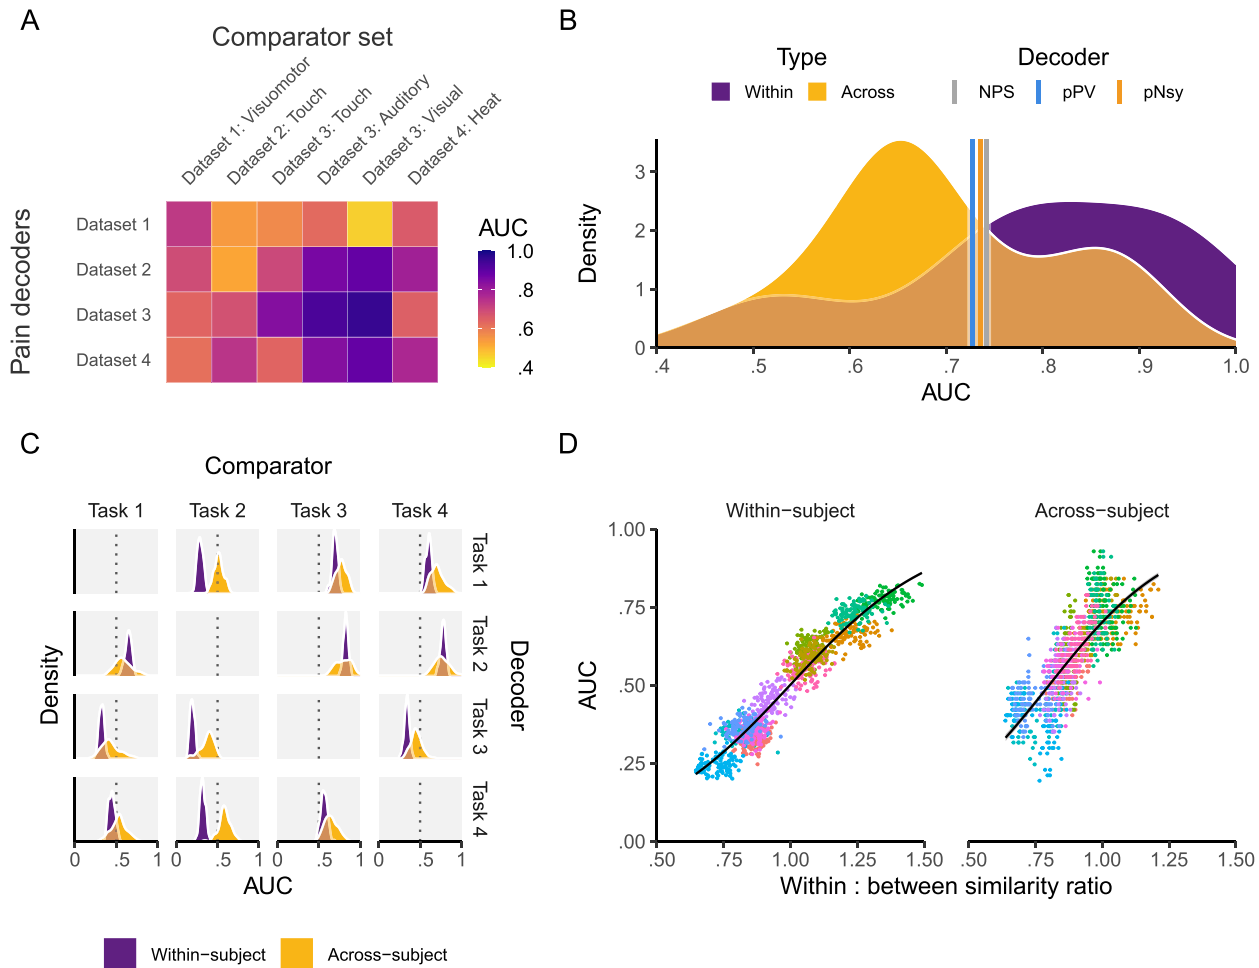 A
Comparator set
Dataset 1: Visuomotor
Dataset 2: Touch
Dataset 3: Touch
Dataset 3: Auditory
Dataset 3: Visual
Dataset 4: Heat
Pain decoders
Dataset 1
Dataset 2
Dataset 3
Dataset 4
AUC
1.0
.8
.6
.4
B
Type
Within
Across
Decoder
NPS
pPV
pNsy
Density
3
2
1
0
.4
.5
.6
.7
.8
.9
1.0
AUC
C
Comparator
Task 1
Task 2
Task 3
Task 4
Task 1
Task 2
Task 3
Task 4
Density
Decoder
0
.5
1
0
.5
1
0
.5
1
0
.5
1
AUC
Within−subject
Across−subject
D
Within−subject
Across−subject
AUC
1.00
.75
.50
.25
.00
.50
.75
1.00
1.25
1.50
.50
.75
1.00
1.25
1.50
Within : between similarity ratio